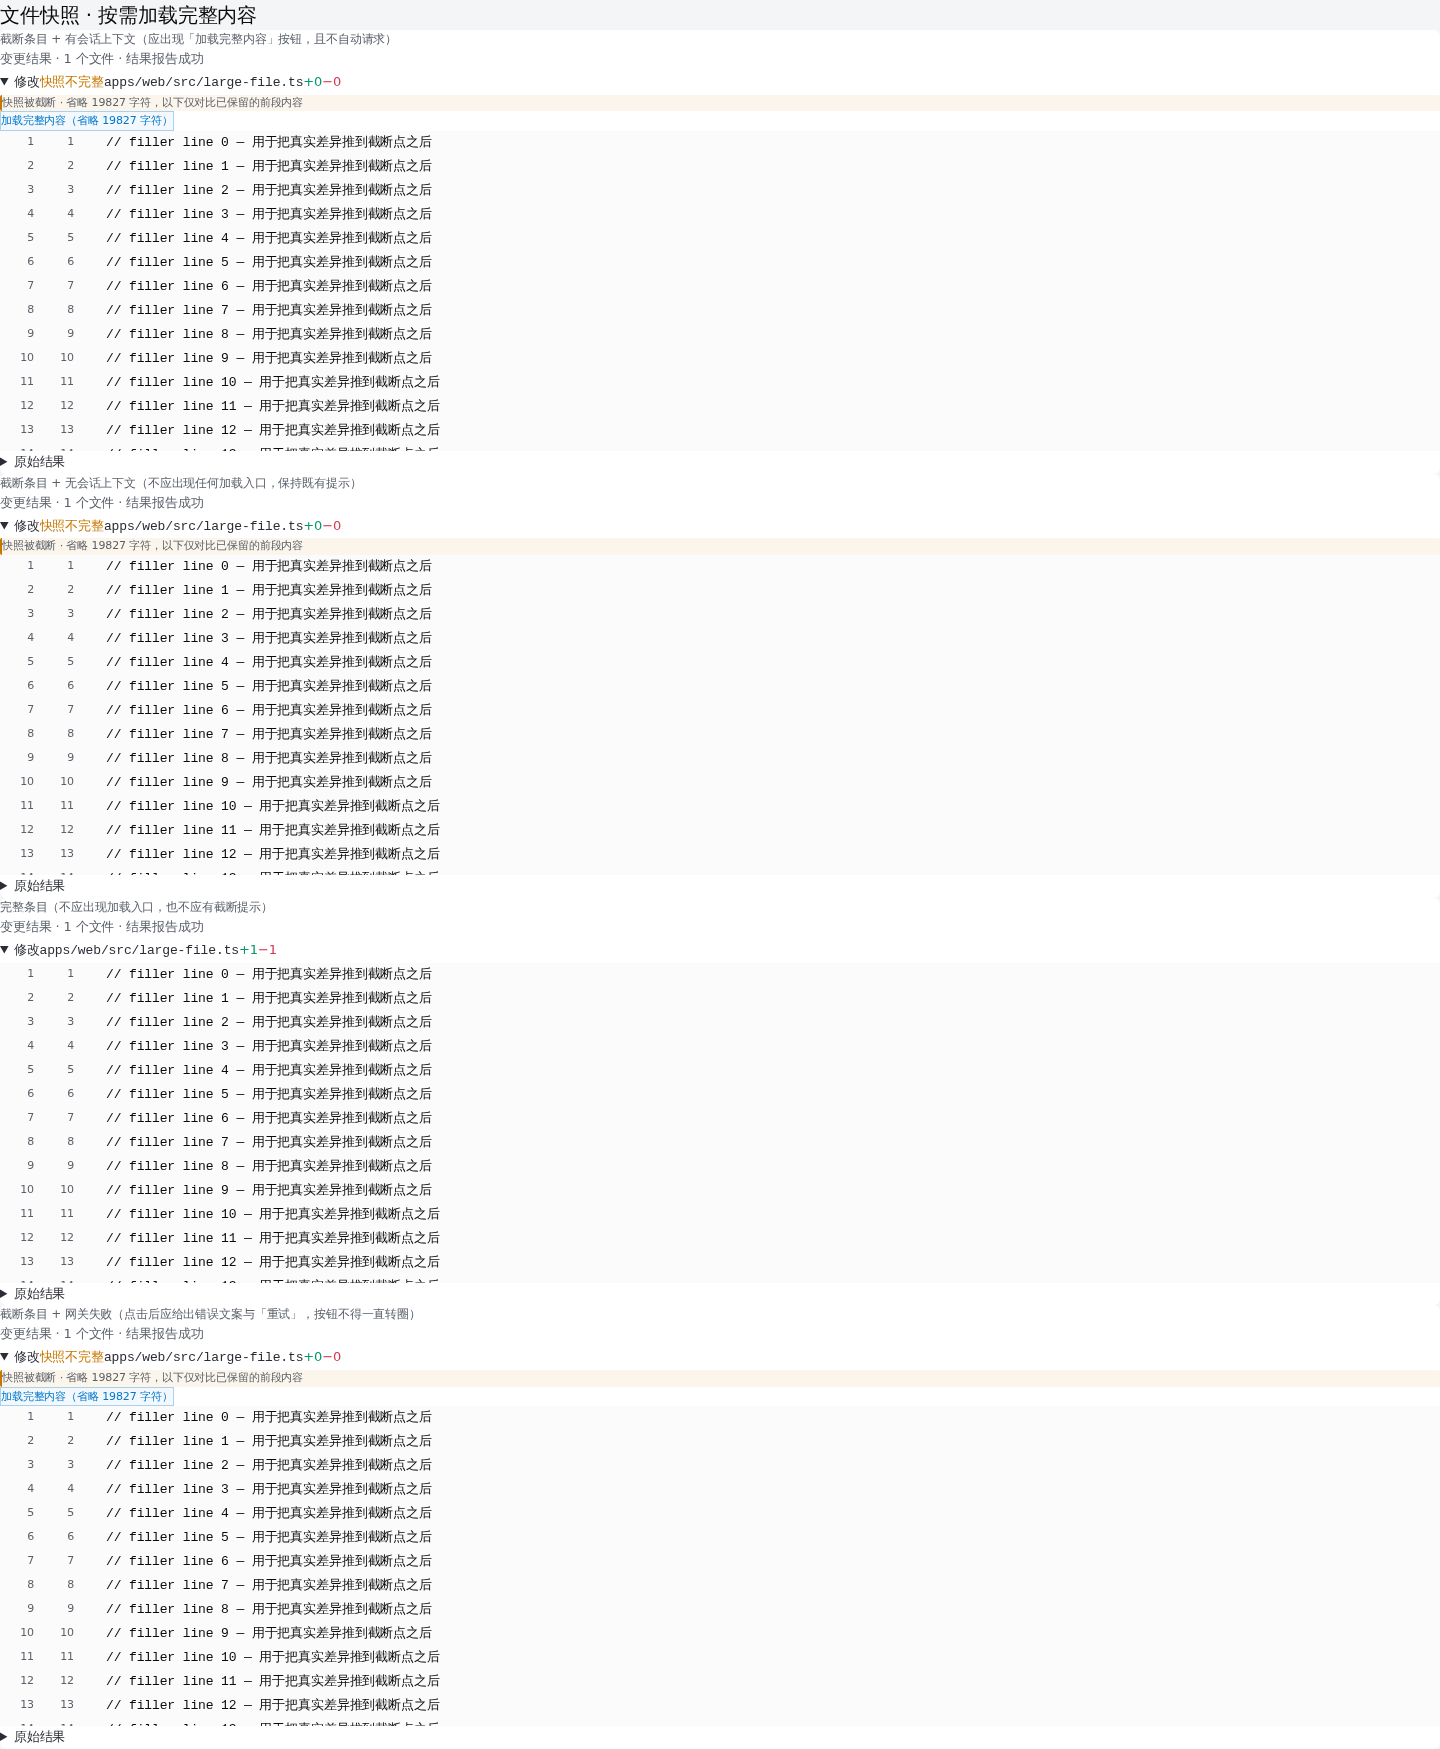 文件快照 · 按需加载完整内容
截断条目 + 有会话上下文（应出现「加载完整内容」按钮，且不自动请求）
变更结果 · 1 个文件 · 结果报告成功
▼ 修改快照不完整apps/web/src/large-file.ts+0−0
快照被截断 · 省略 19827 字符，以下仅对比已保留的前段内容
加载完整内容（省略 19827 字符）
1 1 // filler line 0 — 用于把真实差异推到截断点之后
2 2 // filler line 1 — 用于把真实差异推到截断点之后
3 3 // filler line 2 — 用于把真实差异推到截断点之后
4 4 // filler line 3 — 用于把真实差异推到截断点之后
5 5 // filler line 4 — 用于把真实差异推到截断点之后
6 6 // filler line 5 — 用于把真实差异推到截断点之后
7 7 // filler line 6 — 用于把真实差异推到截断点之后
8 8 // filler line 7 — 用于把真实差异推到截断点之后
9 9 // filler line 8 — 用于把真实差异推到截断点之后
10 10 // filler line 9 — 用于把真实差异推到截断点之后
11 11 // filler line 10 — 用于把真实差异推到截断点之后
12 12 // filler line 11 — 用于把真实差异推到截断点之后
13 13 // filler line 12 — 用于把真实差异推到截断点之后
▶ 原始结果
截断条目 + 无会话上下文（不应出现任何加载入口，保持既有提示）
变更结果 · 1 个文件 · 结果报告成功
▼ 修改快照不完整apps/web/src/large-file.ts+0−0
快照被截断 · 省略 19827 字符，以下仅对比已保留的前段内容
1 1 // filler line 0 — 用于把真实差异推到截断点之后
2 2 // filler line 1 — 用于把真实差异推到截断点之后
3 3 // filler line 2 — 用于把真实差异推到截断点之后
4 4 // filler line 3 — 用于把真实差异推到截断点之后
5 5 // filler line 4 — 用于把真实差异推到截断点之后
6 6 // filler line 5 — 用于把真实差异推到截断点之后
7 7 // filler line 6 — 用于把真实差异推到截断点之后
8 8 // filler line 7 — 用于把真实差异推到截断点之后
9 9 // filler line 8 — 用于把真实差异推到截断点之后
10 10 // filler line 9 — 用于把真实差异推到截断点之后
11 11 // filler line 10 — 用于把真实差异推到截断点之后
12 12 // filler line 11 — 用于把真实差异推到截断点之后
13 13 // filler line 12 — 用于把真实差异推到截断点之后
▶ 原始结果
完整条目（不应出现加载入口，也不应有截断提示）
变更结果 · 1 个文件 · 结果报告成功
▼ 修改apps/web/src/large-file.ts+1−1
1 1 // filler line 0 — 用于把真实差异推到截断点之后
2 2 // filler line 1 — 用于把真实差异推到截断点之后
3 3 // filler line 2 — 用于把真实差异推到截断点之后
4 4 // filler line 3 — 用于把真实差异推到截断点之后
5 5 // filler line 4 — 用于把真实差异推到截断点之后
6 6 // filler line 5 — 用于把真实差异推到截断点之后
7 7 // filler line 6 — 用于把真实差异推到截断点之后
8 8 // filler line 7 — 用于把真实差异推到截断点之后
9 9 // filler line 8 — 用于把真实差异推到截断点之后
10 10 // filler line 9 — 用于把真实差异推到截断点之后
11 11 // filler line 10 — 用于把真实差异推到截断点之后
12 12 // filler line 11 — 用于把真实差异推到截断点之后
13 13 // filler line 12 — 用于把真实差异推到截断点之后
▶ 原始结果
截断条目 + 网关失败（点击后应给出错误文案与「重试」，按钮不得一直转圈）
变更结果 · 1 个文件 · 结果报告成功
▼ 修改快照不完整apps/web/src/large-file.ts+0−0
快照被截断 · 省略 19827 字符，以下仅对比已保留的前段内容
加载完整内容（省略 19827 字符）
1 1 // filler line 0 — 用于把真实差异推到截断点之后
2 2 // filler line 1 — 用于把真实差异推到截断点之后
3 3 // filler line 2 — 用于把真实差异推到截断点之后
4 4 // filler line 3 — 用于把真实差异推到截断点之后
5 5 // filler line 4 — 用于把真实差异推到截断点之后
6 6 // filler line 5 — 用于把真实差异推到截断点之后
7 7 // filler line 6 — 用于把真实差异推到截断点之后
8 8 // filler line 7 — 用于把真实差异推到截断点之后
9 9 // filler line 8 — 用于把真实差异推到截断点之后
10 10 // filler line 9 — 用于把真实差异推到截断点之后
11 11 // filler line 10 — 用于把真实差异推到截断点之后
12 12 // filler line 11 — 用于把真实差异推到截断点之后
13 13 // filler line 12 — 用于把真实差异推到截断点之后
▶ 原始结果